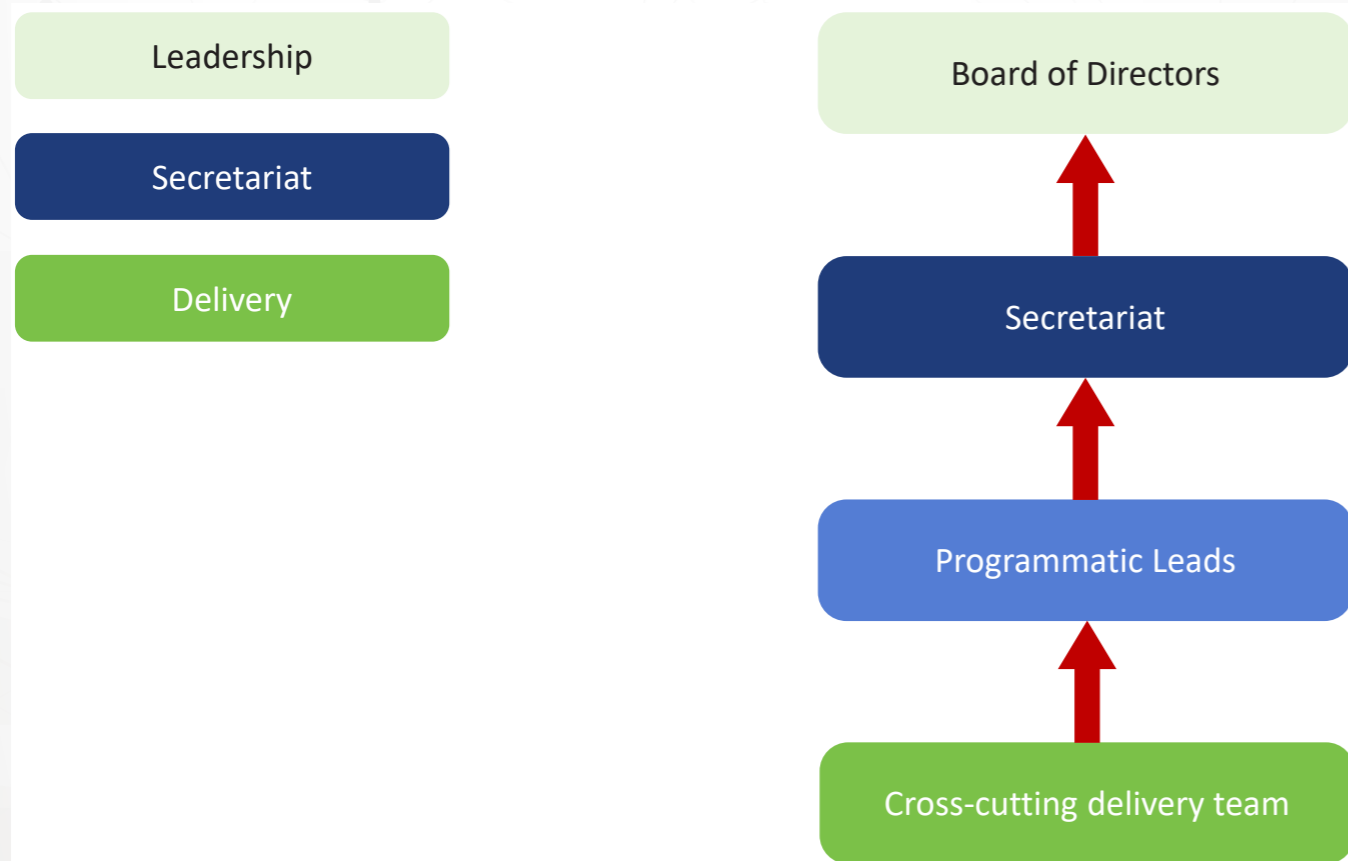 Leadership
Secretariat
Delivery
Board of Directors
Secretariat
Programmatic Leads
Cross-cutting delivery team